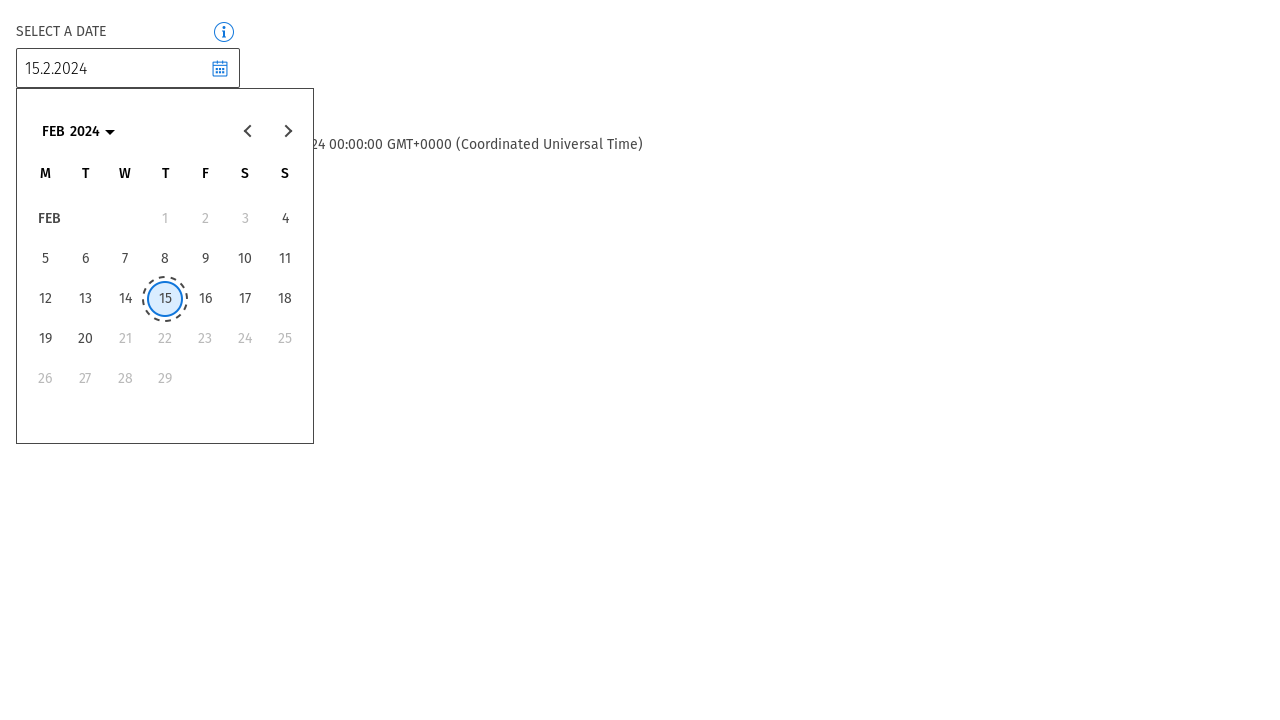 SELECT A DATE
15.2.2024
FEB 2024
24 00:00:00 GMT+0000 (Coordinated Universal Time)
M T W T F S S
FEB 1 2 3 4
5 6 7 8 9 10 11
12 13 14 15 16 17 18
19 20 21 22 23 24 25
26 27 28 29